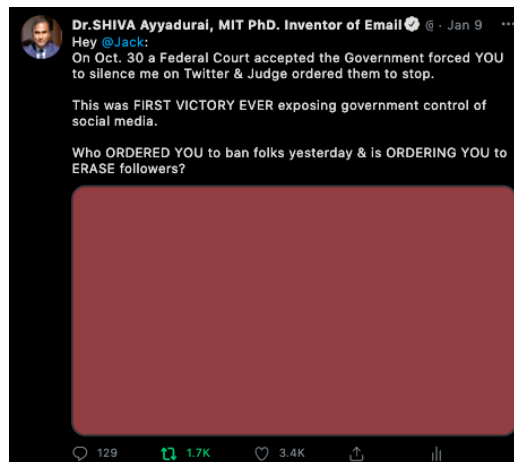 Dr.SHIVA Ayyadurai, MIT PhD. Inventor of Email @ · Jan 9 ···
Hey @Jack:
On Oct. 30 a Federal Court accepted the Government forced YOU
to silence me on Twitter & Judge ordered them to stop.
This was FIRST VICTORY EVER exposing government control of
social media.
Who ORDERED YOU to ban folks yesterday & is ORDERING YOU to
ERASE followers?
129 1.7K 3.4K